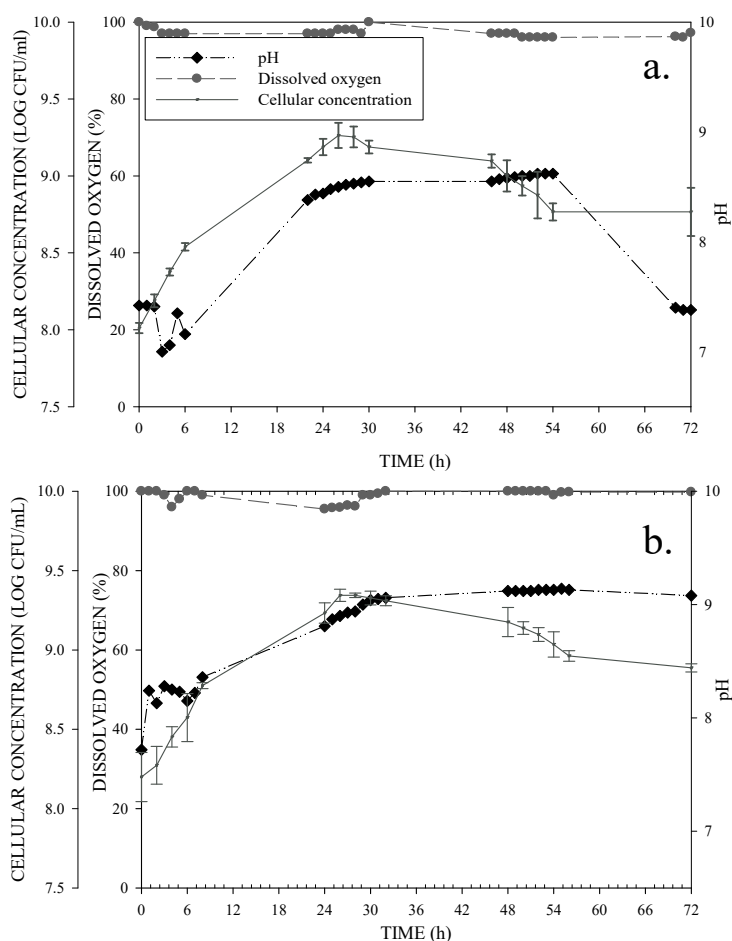 a.
pH
Dissolved oxygen
Cellular concentration
CELLULAR CONCENTRATION (LOG CFU/ml)
10.0
9.5
9.0
8.5
8.0
7.5
DISSOLVED OXYGEN (%)
100
80
60
40
20
0
pH
10
9
8
7
0 6 12 18 24 30 36 42 48 54 60 66 72
TIME (h)
b.
CELLULAR CONCENTRATION (LOG CFU/mL)
10.0
9.5
9.0
8.5
8.0
7.5
DISSOLVED OXYGEN (%)
100
80
60
40
20
0
pH
10
9
8
7
0 6 12 18 24 30 36 42 48 54 60 66 72
TIME (h)